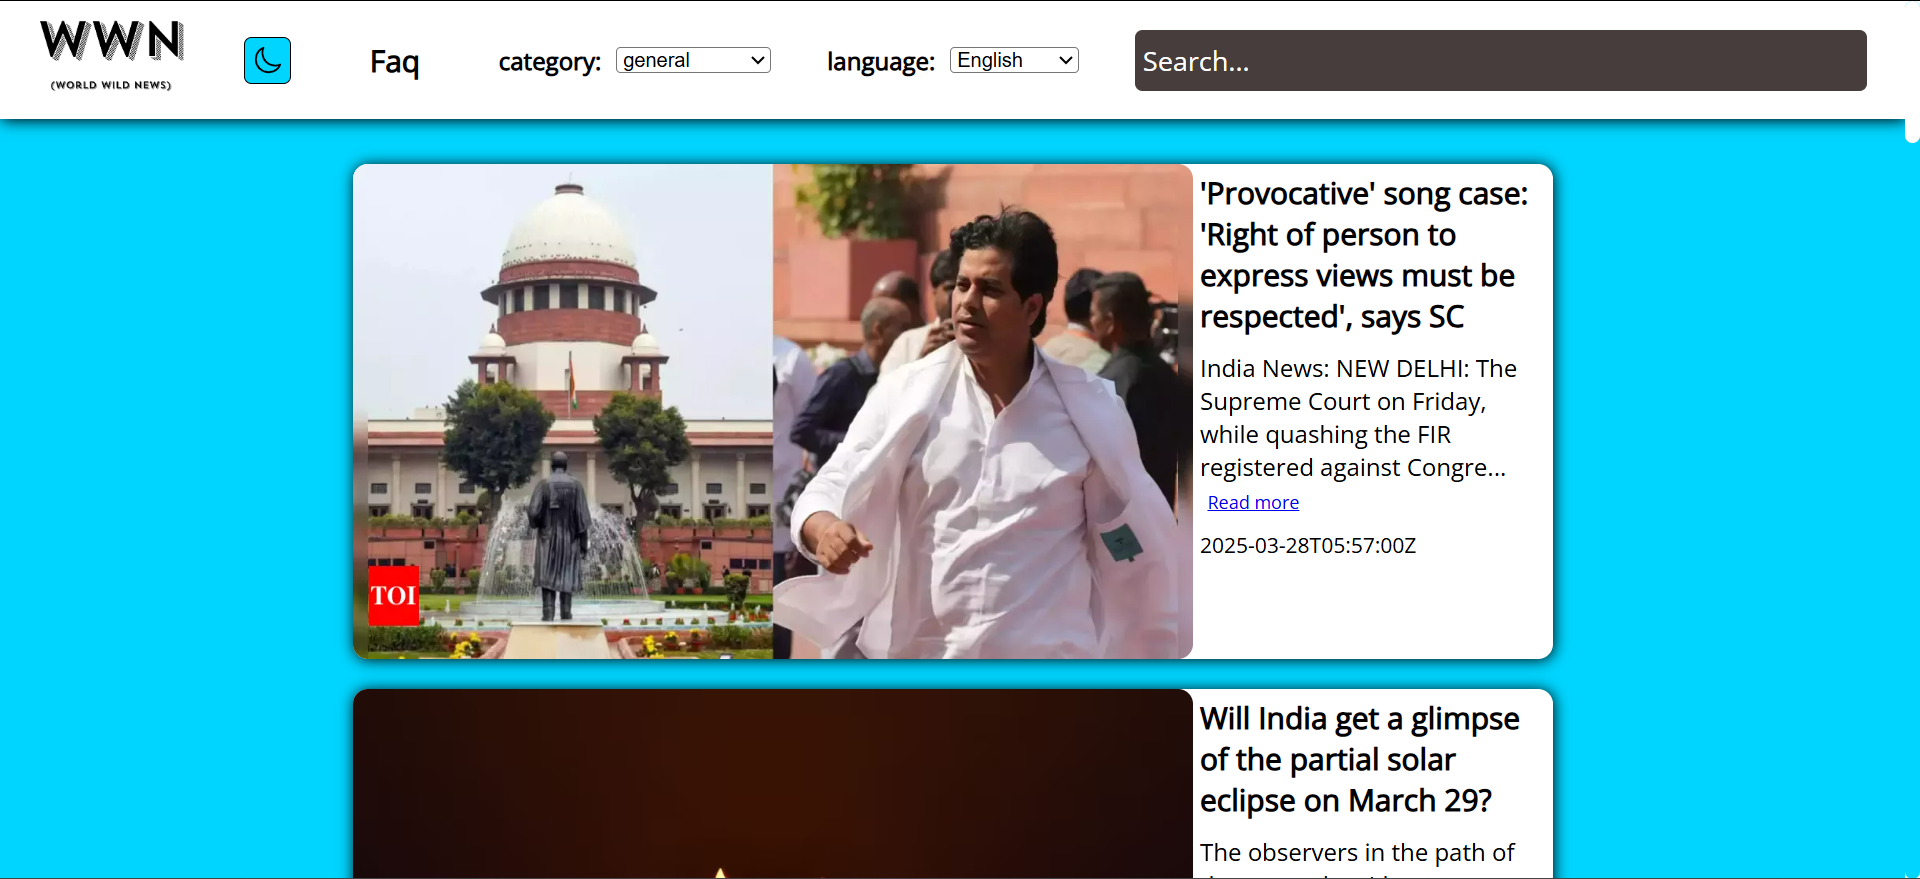 WWN
(WORLD WILD NEWS)
Faq
category:
general
language:
English
Search...
TOI
'Provocative' song case:
'Right of person to
express views must be
respected', says SC
India News: NEW DELHI: The
Supreme Court on Friday,
while quashing the FIR
registered against Congre...
Read more
2025-03-28T05:57:00Z
Will India get a glimpse
of the partial solar
eclipse on March 29?
The observers in the path of